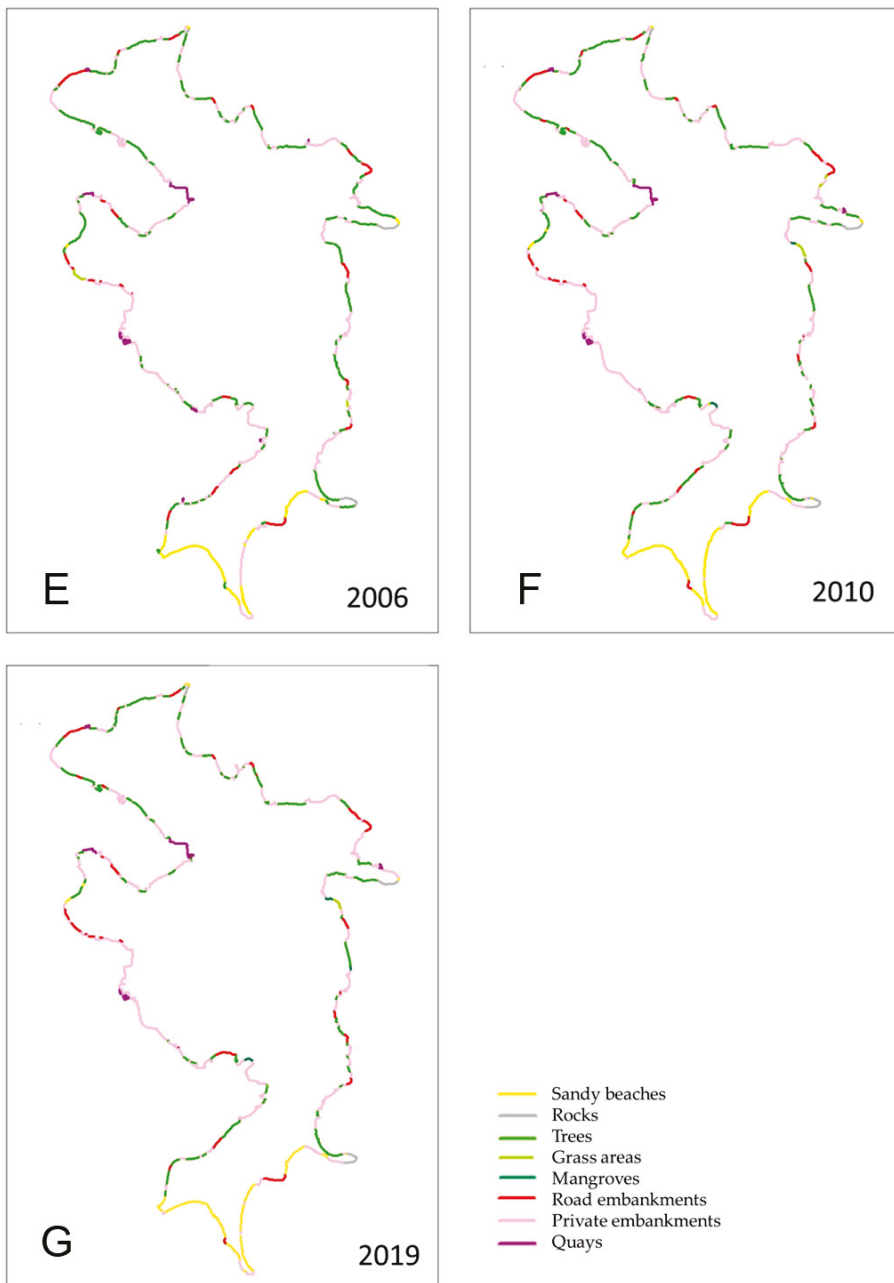 E
2006
F
2010
G
2019
Sandy beaches
Rocks
Trees
Grass areas
Mangroves
Road embankments
Private embankments
Quays